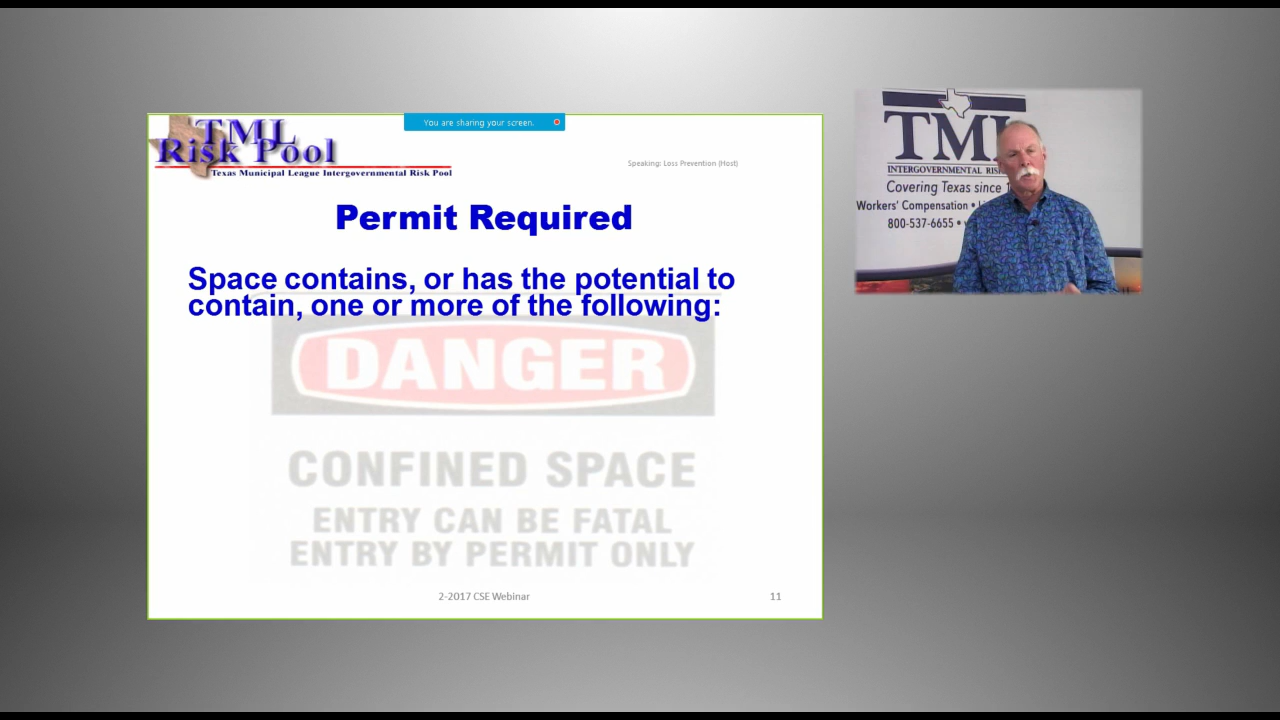 You are sharing your screen.
TML
Risk Pool
Texas Municipal League Intergovernmental Risk Pool
Speaking: Loss Prevention (Host)
Permit Required
Space contains, or has the potential to
contain, one or more of the following:
DANGER
CONFINED SPACE
ENTRY CAN BE FATAL
ENTRY BY PERMIT ONLY
2-2017 CSE Webinar
11
TML
INTERGOVERNMENTAL
Covering Texas since
Workers' Compensation •
800-537-6655 •